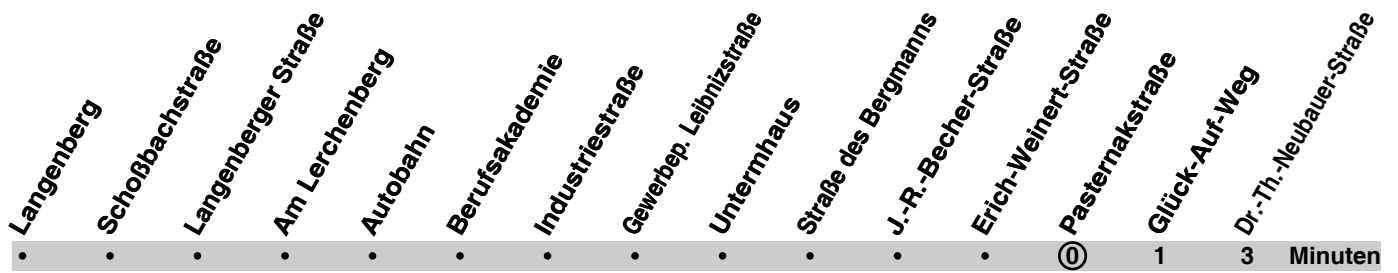 Langenberg
Schoßbachstraße
Langenberger Straße
Am Lerchenberg
Autobahn
Berufsakademie
Industriestraße
Gewerbep. Leibnizstraße
Untermhaus
Straße des Bergmanns
J.-R.-Becher-Straße
Erich-Weinert-Straße
Pasternakstraße
Glück-Auf-Weg
Dr.-Th.-Neubauer-Straße
• • • • • • • • • • • • 0 1 3 Minuten